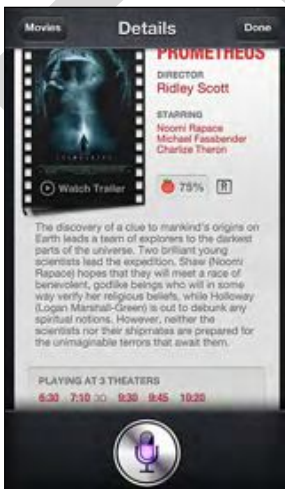 Movies Details Done
PROMETHEUS
DIRECTOR
Ridley Scott
STARRING
Noomi Rapace
Michael Fassbender
Charlize Theron
Watch Trailer
75% R
The discovery of a clue to mankind's origins on
Earth leads a team of explorers to the darkest
parts of the universe. Two brilliant young
scientists lead the expedition. Shaw (Noomi
Rapace) hopes that they will meet a race of
benevolent, godlike beings who will in some
way verify her religious beliefs, while Holloway
(Logan Marshall-Green) is out to debunk any
spiritual notions. However, neither the
scientists nor their shipmates are prepared for
the unimaginable terrors that await them.
PLAYING AT 3 THEATERS
6:30 7:10 3D 9:30 9:45 10:20